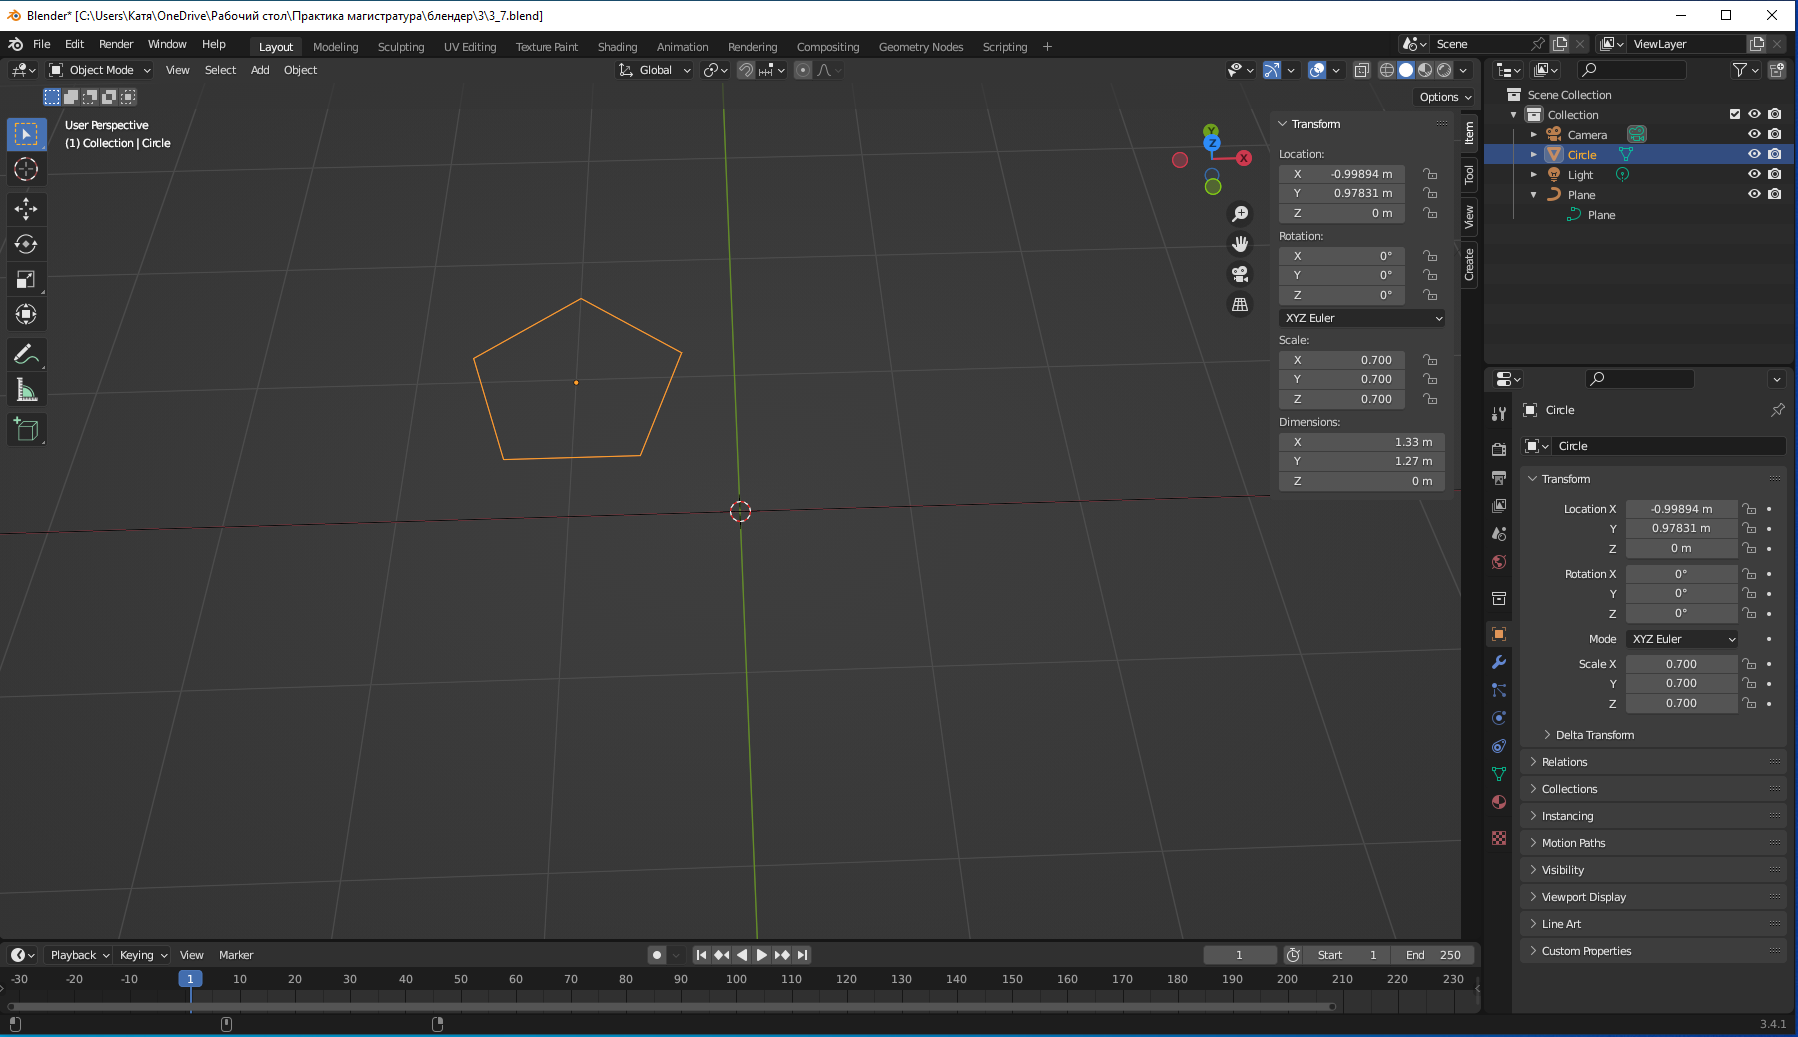 Blender* [C:\Users\Катя\OneDrive\Рабочий стол\Практика магистратура\блендер\3\3_7.blend]
File Edit Render Window Help Layout Modeling Sculpting UV Editing Texture Paint Shading Animation Rendering Compositing Geometry Nodes Scripting + Scene ViewLayer
Object Mode View Select Add Object Global
Options
User Perspective
(1) Collection | Circle
Y
Z
X
Transform
Location:
X -0.99894 m
Y 0.97831 m
Z 0 m
Rotation:
X 0°
Y 0°
Z 0°
XYZ Euler
Scale:
X 0.700
Y 0.700
Z 0.700
Dimensions:
X 1.33 m
Y 1.27 m
Z 0 m
Item
Tool
View
Create
Scene Collection
Collection
Camera
Circle
Light
Plane
Plane
Circle
Circle
Transform
Location X -0.99894 m
Y 0.97831 m
Z 0 m
Rotation X 0°
Y 0°
Z 0°
Mode XYZ Euler
Scale X 0.700
Y 0.700
Z 0.700
Delta Transform
Relations
Collections
Instancing
Motion Paths
Visibility
Viewport Display
Line Art
Custom Properties
Playback Keying View Marker 1 Start 1 End 250
-30 -20 -10 1 10 20 30 40 50 60 70 80 90 100 110 120 130 140 150 160 170 180 190 200 210 220 230
3.4.1